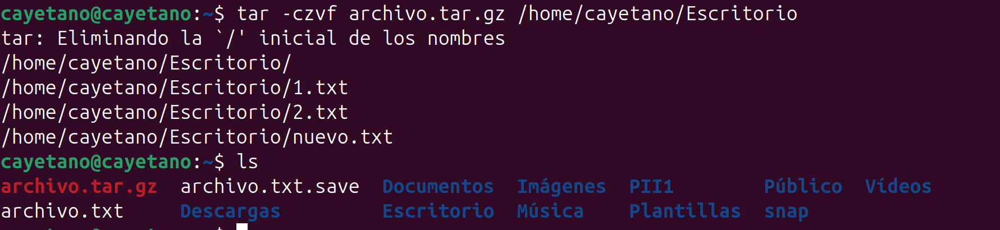 cayetano@cayetano:~$ tar -czvf archivo.tar.gz /home/cayetano/Escritorio
tar: Eliminando la `/' inicial de los nombres
/home/cayetano/Escritorio/
/home/cayetano/Escritorio/1.txt
/home/cayetano/Escritorio/2.txt
/home/cayetano/Escritorio/nuevo.txt
cayetano@cayetano:~$ ls
archivo.tar.gz  archivo.txt.save  Documentos  Imágenes  PII1        Público  Vídeos
archivo.txt     Descargas         Escritorio  Música    Plantillas  snap